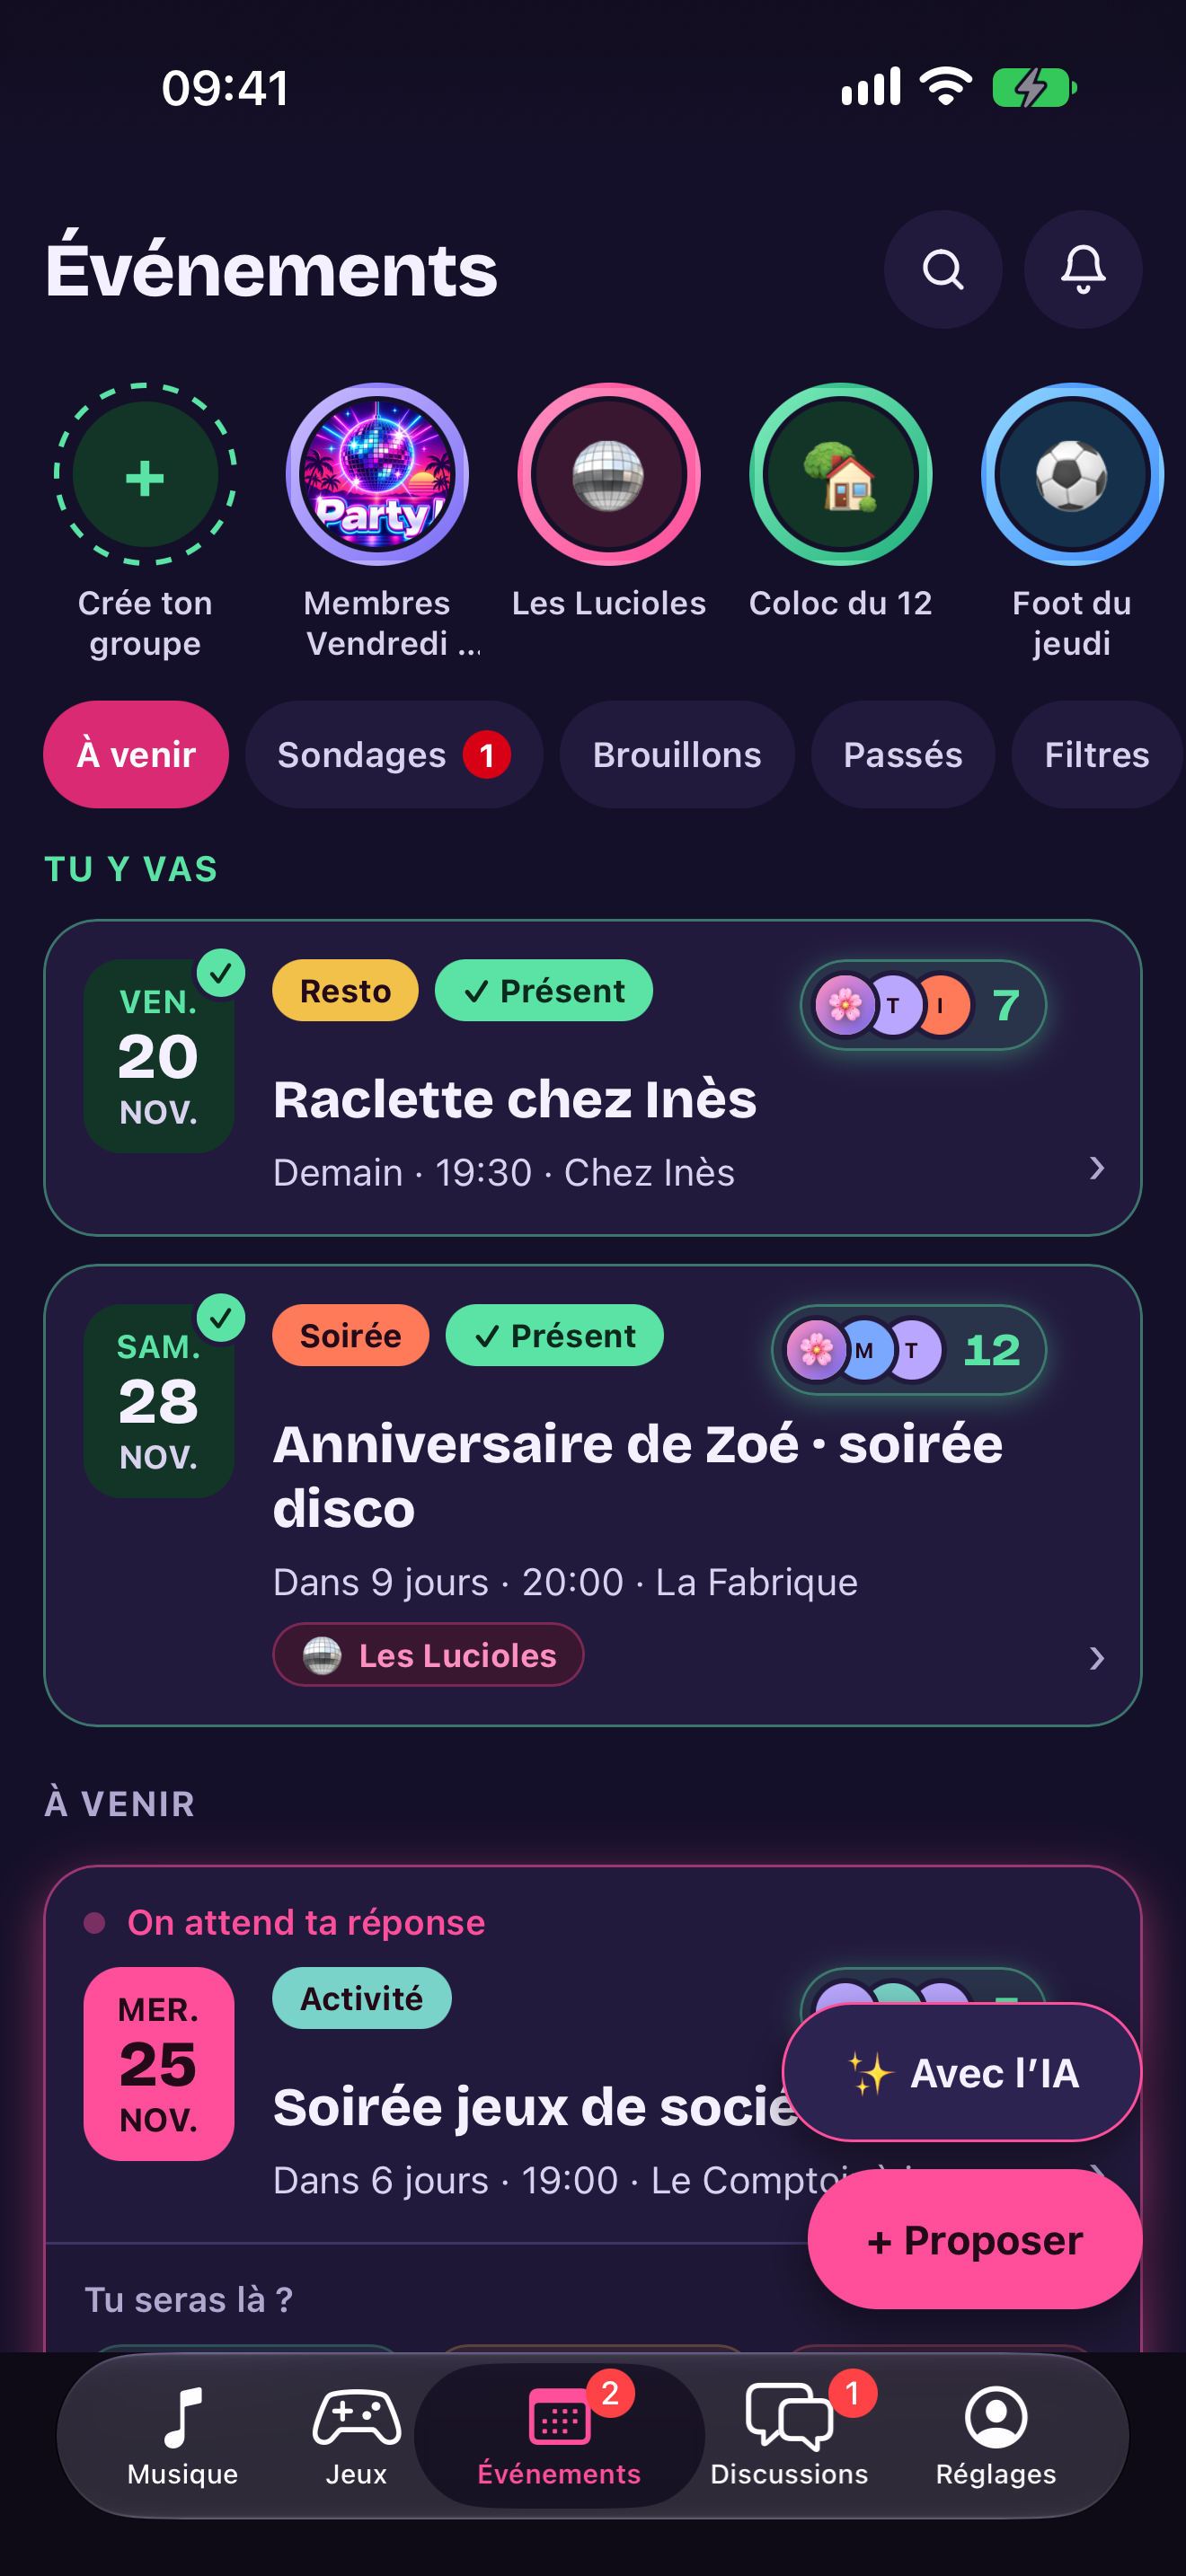 09:41
Événements
+
Crée ton
groupe
Party!
Membres
Vendredi ...
Les Lucioles
Coloc du 12
Foot du
jeudi
À venir
Sondages 1
Brouillons
Passés
Filtres
TU Y VAS
VEN.
20
NOV.
Resto
✓ Présent
T I 7
Raclette chez Inès
Demain · 19:30 · Chez Inès
SAM.
28
NOV.
Soirée
✓ Présent
M T 12
Anniversaire de Zoé · soirée
disco
Dans 9 jours · 20:00 · La Fabrique
Les Lucioles
À VENIR
On attend ta réponse
MER.
25
NOV.
Activité
Soirée jeux de socié
Dans 6 jours · 19:00 · Le Comptoi
✨ Avec l’IA
+ Proposer
Tu seras là ?
2
1
Musique
Jeux
Événements
Discussions
Réglages